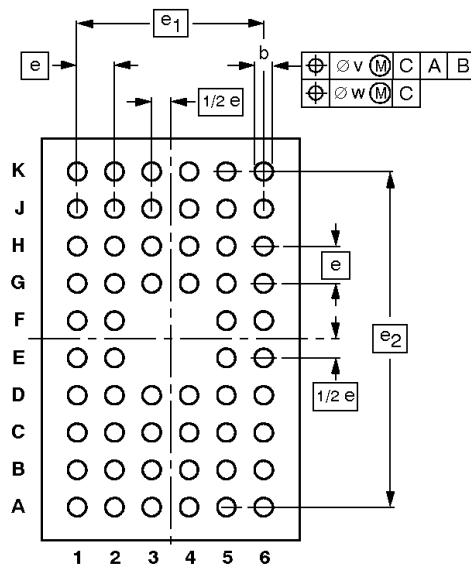 e1
e
b
⌖ ⌀ v Ⓜ C A B
⌖ ⌀ w Ⓜ C
1/2 e
K
J
H
e
G
F
e2
E
1/2 e
D
C
B
A
1 2 3 4 5 6